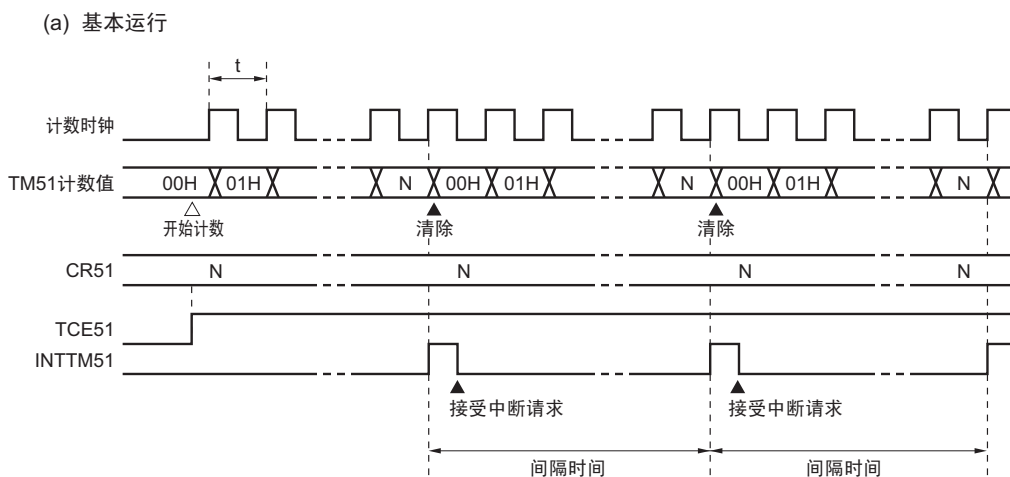 (a) 基本运行
t
计数时钟
TM51计数值 00H 01H N 00H 01H N 00H 01H N
开始计数 清除 清除
CR51 N N N N
TCE51
INTTM51
接受中断请求 接受中断请求
间隔时间 间隔时间